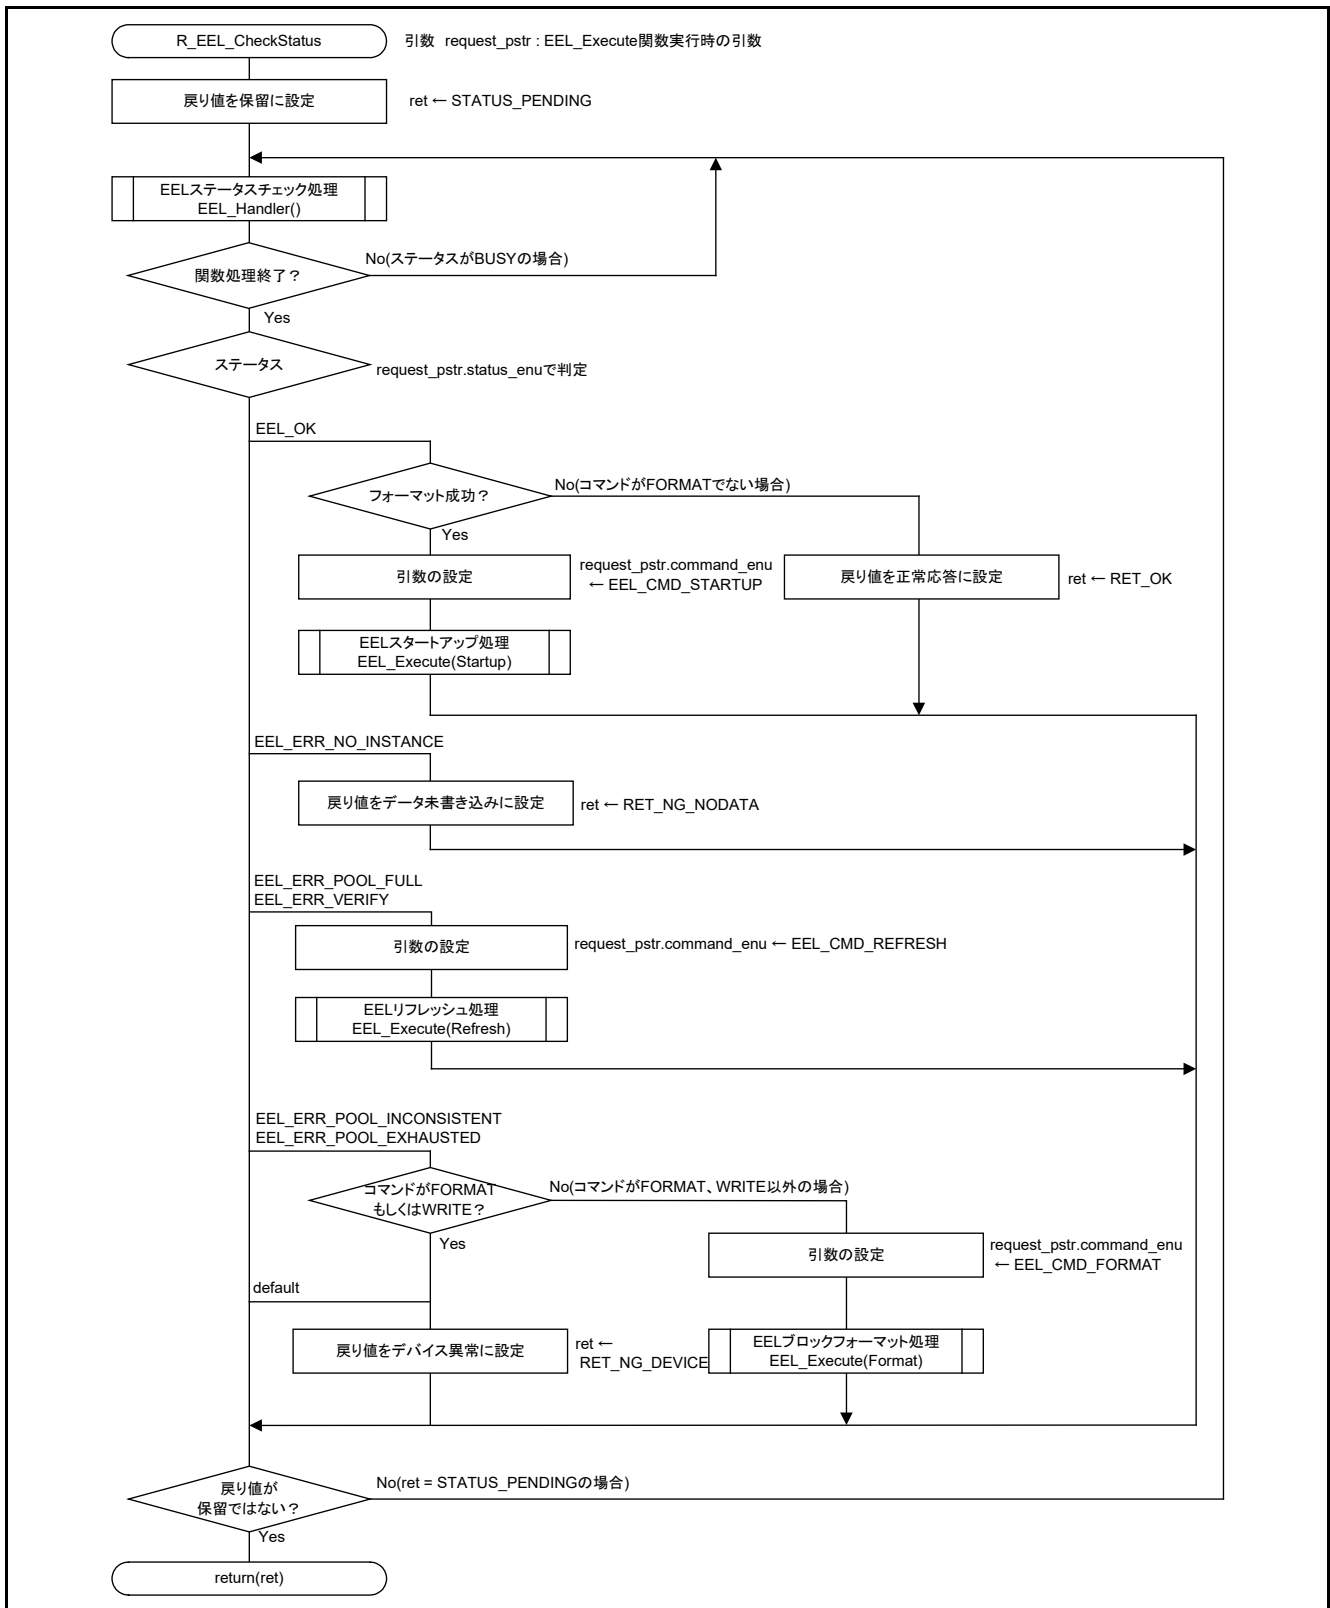 R_EEL_CheckStatus
引数 request_pstr : EEL_Execute関数実行時の引数
戻り値を保留に設定
ret ← STATUS_PENDING
EELステータスチェック処理
EEL_Handler()
関数処理終了？
No(ステータスがBUSYの場合)
Yes
ステータス
request_pstr.status_enuで判定
EEL_OK
フォーマット成功？
No(コマンドがFORMATでない場合)
Yes
引数の設定
request_pstr.command_enu
← EEL_CMD_STARTUP
戻り値を正常応答に設定
ret ← RET_OK
EELスタートアップ処理
EEL_Execute(Startup)
EEL_ERR_NO_INSTANCE
戻り値をデータ未書き込みに設定
ret ← RET_NG_NODATA
EEL_ERR_POOL_FULL
EEL_ERR_VERIFY
引数の設定
request_pstr.command_enu ← EEL_CMD_REFRESH
EELリフレッシュ処理
EEL_Execute(Refresh)
EEL_ERR_POOL_INCONSISTENT
EEL_ERR_POOL_EXHAUSTED
コマンドがFORMAT
もしくはWRITE？
No(コマンドがFORMAT、WRITE以外の場合)
Yes
引数の設定
request_pstr.command_enu
← EEL_CMD_FORMAT
default
戻り値をデバイス異常に設定
ret ←
RET_NG_DEVICE
EELブロックフォーマット処理
EEL_Execute(Format)
戻り値が
保留ではない？
No(ret = STATUS_PENDINGの場合)
Yes
return(ret)